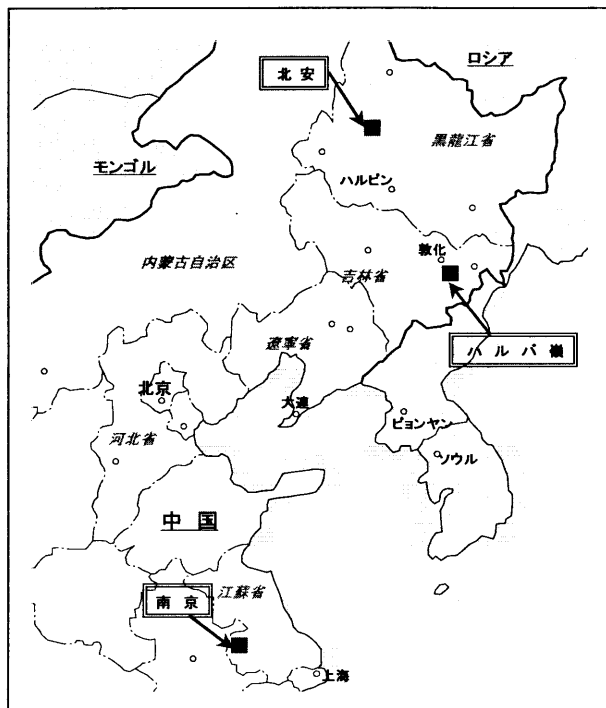 ロシア
北安
黒龍江省
モンゴル
ハルピン
敦化
内蒙古自治区
吉林省
遼寧省
ハルバ嶺
北京
大連
ピョンヤン
河北省
ソウル
中国
江蘇省
南京
上海